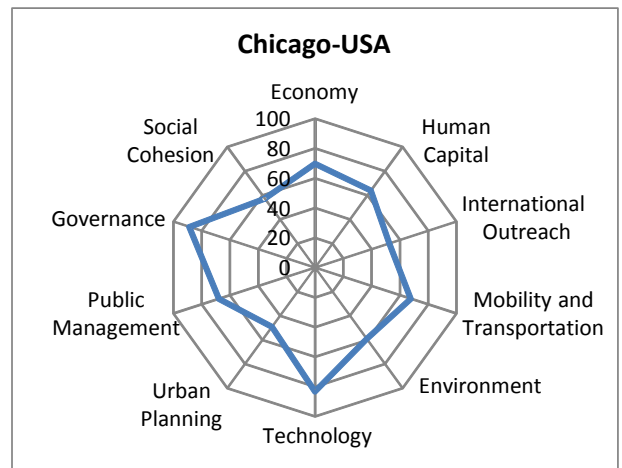 Chicago-USA
Economy
Human
Capital
International
Outreach
Mobility and
Transportation
Environment
Technology
Urban
Planning
Public
Management
Governance
Social
Cohesion
100
80
60
40
20
0